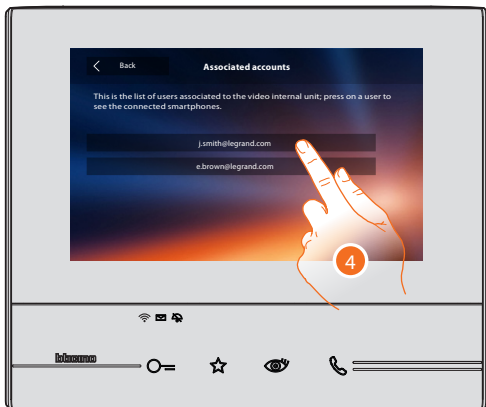 Back
Associated accounts
This is the list of users associated to the video internal unit; press on a user to
see the connected smartphones.
j.smith@legrand.com
e.brown@legrand.com
4
bticino